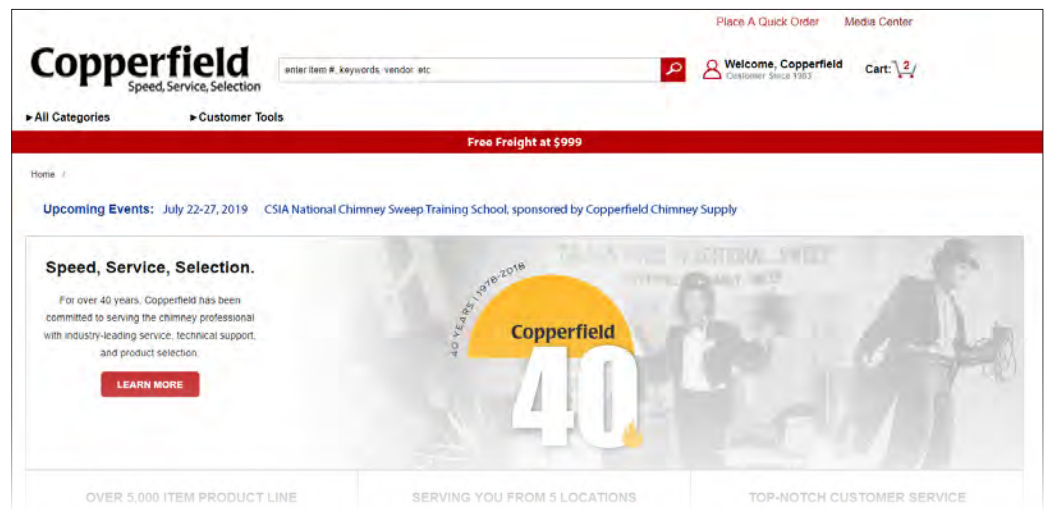 Place A Quick Order Media Center
Copperfield
Speed, Service, Selection
enter item #, keywords, vendor, etc
Welcome, Copperfield
Customer Since 1983
Cart: 2
▸All Categories ▸Customer Tools
Free Freight at $999
Home /
Upcoming Events: July 22-27, 2019 CSIA National Chimney Sweep Training School, sponsored by Copperfield Chimney Supply
Speed, Service, Selection.
For over 40 years, Copperfield has been
committed to serving the chimney professional
with industry-leading service, technical support,
and product selection.
LEARN MORE
40 YEARS | 1978-2018
Copperfield
40
OVER 5,000 ITEM PRODUCT LINE
SERVING YOU FROM 5 LOCATIONS
TOP-NOTCH CUSTOMER SERVICE